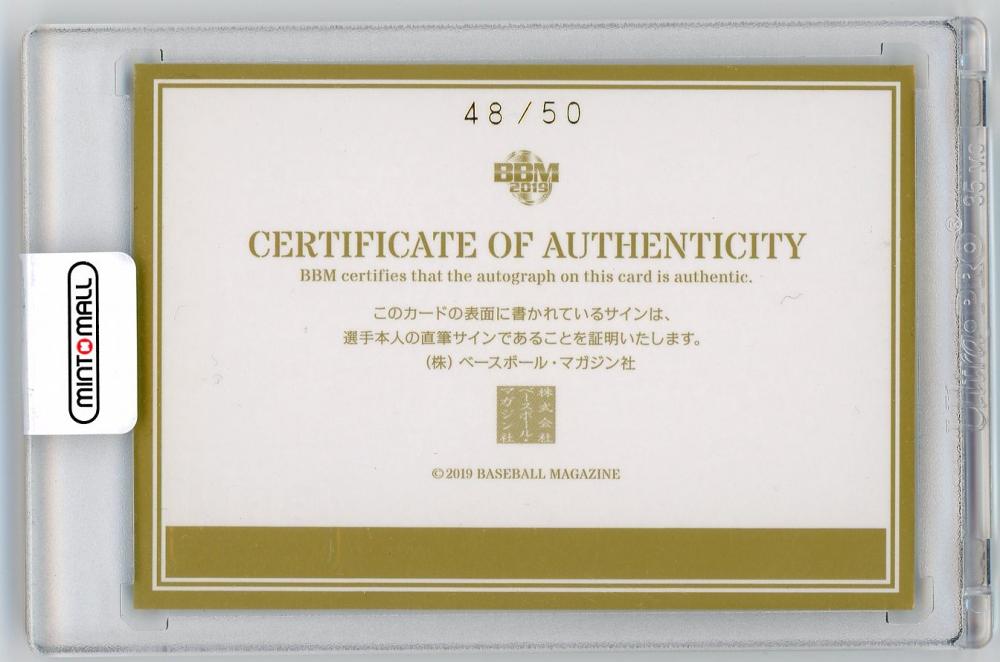 48/50
BBM
2019
CERTIFICATE OF AUTHENTICITY
BBM certifies that the autograph on this card is authentic.
このカードの表面に書かれているサインは、
選手本人の直筆サインであることを証明いたします。
(株) ベースボール・マガジン社
株式会社
ベースボール・
マガジン社
©2019 BASEBALL MAGAZINE
MINTOMALL